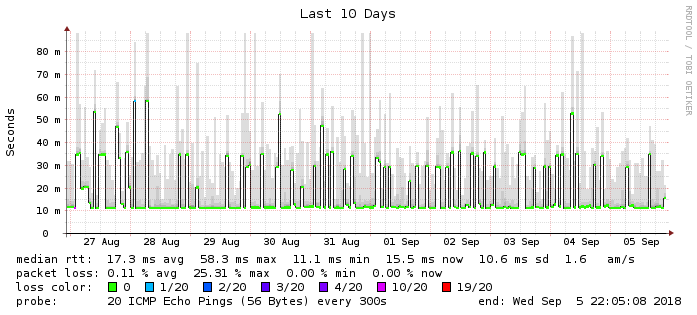 Last 10 Days
RRDTOOL / TOBI OETIKER
Seconds
80 m
70 m
60 m
50 m
40 m
30 m
20 m
10 m
0
27 Aug 28 Aug 29 Aug 30 Aug 31 Aug 01 Sep 02 Sep 03 Sep 04 Sep 05 Sep
median rtt: 17.3 ms avg 58.3 ms max 11.1 ms min 15.5 ms now 10.6 ms sd 1.6 am/s
packet loss: 0.11 % avg 25.31 % max 0.00 % min 0.00 % now
loss color: 0 1/20 2/20 3/20 4/20 10/20 19/20
probe: 20 ICMP Echo Pings (56 Bytes) every 300s end: Wed Sep 5 22:05:08 2018